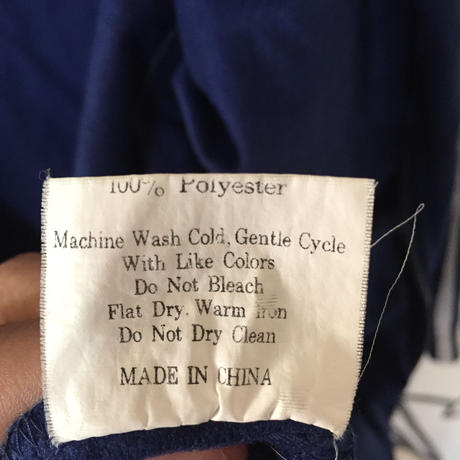 100% Polyester
Machine Wash Cold, Gentle Cycle
With Like Colors
Do Not Bleach
Flat Dry. Warm Iron
Do Not Dry Clean
MADE IN CHINA